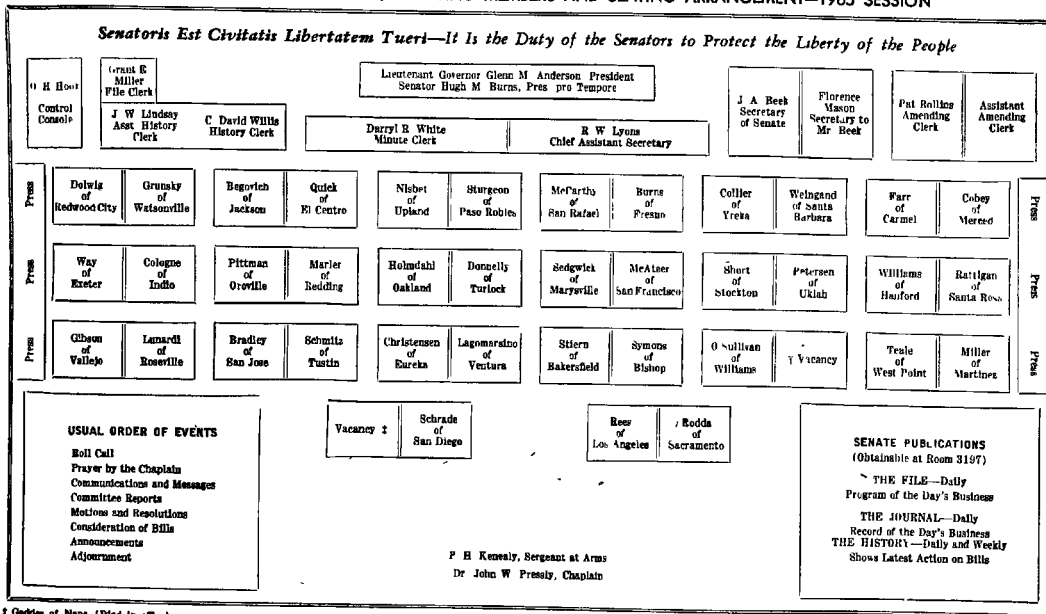 MEMBERS AND SEATING ARRANGEMENT—1965 SESSION
Senatoris Est Civitatis Libertatem Tueri—It Is the Duty of the Senators to Protect the Liberty of the People
H Hoot
Control
Console
Grant R
Miller
File Clerk
J W Lindsay
Asst History
Clerk
C David Willis
History Clerk
Lieutenant Governor Glenn M Anderson President
Senator Hugh M Burns, Pres pro Tempore
Darryl R White
Minute Clerk
R W Lyons
Chief Assistant Secretary
J A Beek
Secretary
of Senate
Florence
Mason
Secretary to
Mr Beek
Pat Rollins
Amending
Clerk
Assistant
Amending
Clerk
Press
Dolwig
of
Redwood City
Grunsky
of
Watsonville
Begovich
of
Jackson
Quick
of
El Centro
Nisbet
of
Upland
Sturgeon
of
Paso Robles
McCarthy
of
San Rafael
Burns
of
Fresno
Collier
of
Yreka
Weingand
of Santa
Barbara
Farr
of
Carmel
Cobey
of
Merced
Press
Press
Way
of
Exeter
Cologne
of
Indio
Pittman
of
Oroville
Marler
of
Redding
Holmdahl
of
Oakland
Donnelly
of
Turlock
Sedgwick
of
Marysville
McAteer
of
San Francisco
Short
of
Stockton
Petersen
of
Ukiah
Williams
of
Hanford
Rattigan
of
Santa Rosa
Press
Press
Gibson
of
Vallejo
Lunardi
of
Roseville
Bradley
of
San Jose
Schmitz
of
Tustin
Christensen
of
Eureka
Lagomarsino
of
Ventura
Stiern
of
Bakersfield
Symons
of
Bishop
O Sullivan
of
Williams
† Vacancy
Teale
of
West Point
Miller
of
Martinez
Press
Vacancy ‡
Schrade
of
San Diego
Rees
of
Los Angeles
Rodda
of
Sacramento
USUAL ORDER OF EVENTS
Roll Call
Prayer by the Chaplain
Communications and Messages
Committee Reports
Motions and Resolutions
Consideration of Bills
Announcements
Adjournment
P H Kenealy, Sergeant at Arms
Dr John W Pressly, Chaplain
SENATE PUBLICATIONS
(Obtainable at Room 3197)
THE FILE—Daily
Program of the Day's Business
THE JOURNAL—Daily
Record of the Day's Business
THE HISTORY—Daily and Weekly
Shows Latest Action on Bills